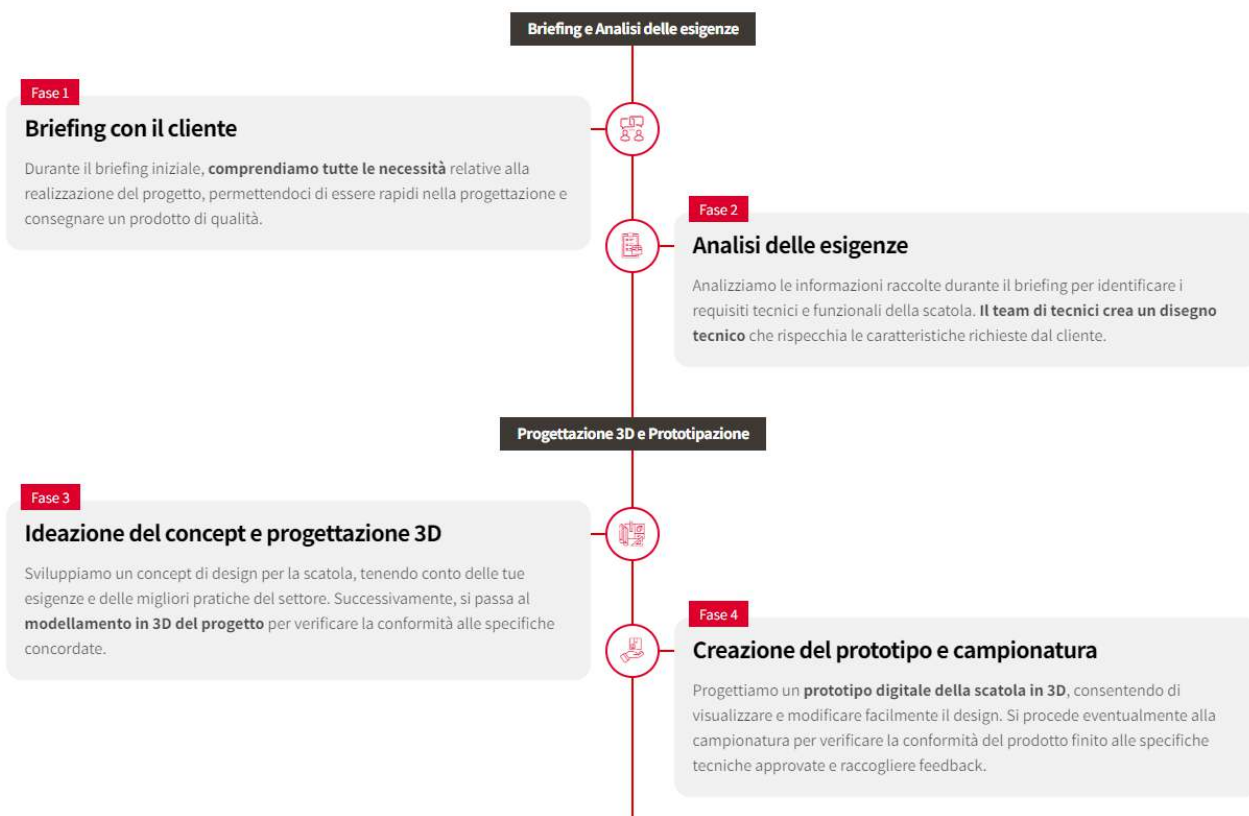 Briefing e Analisi delle esigenze
Fase 1
Briefing con il cliente
Durante il briefing iniziale, comprendiamo tutte le necessità relative alla
realizzazione del progetto, permettendoci di essere rapidi nella progettazione e
consegnare un prodotto di qualità.
Fase 2
Analisi delle esigenze
Analizziamo le informazioni raccolte durante il briefing per identificare i
requisiti tecnici e funzionali della scatola. Il team di tecnici crea un disegno
tecnico che rispecchia le caratteristiche richieste dal cliente.
Progettazione 3D e Prototipazione
Fase 3
Ideazione del concept e progettazione 3D
Sviluppiamo un concept di design per la scatola, tenendo conto delle tue
esigenze e delle migliori pratiche del settore. Successivamente, si passa al
modellamento in 3D del progetto per verificare la conformità alle specifiche
concordate.
Fase 4
Creazione del prototipo e campionatura
Progettiamo un prototipo digitale della scatola in 3D, consentendo di
visualizzare e modificare facilmente il design. Si procede eventualmente alla
campionatura per verificare la conformità del prodotto finito alle specifiche
tecniche approvate e raccogliere feedback.